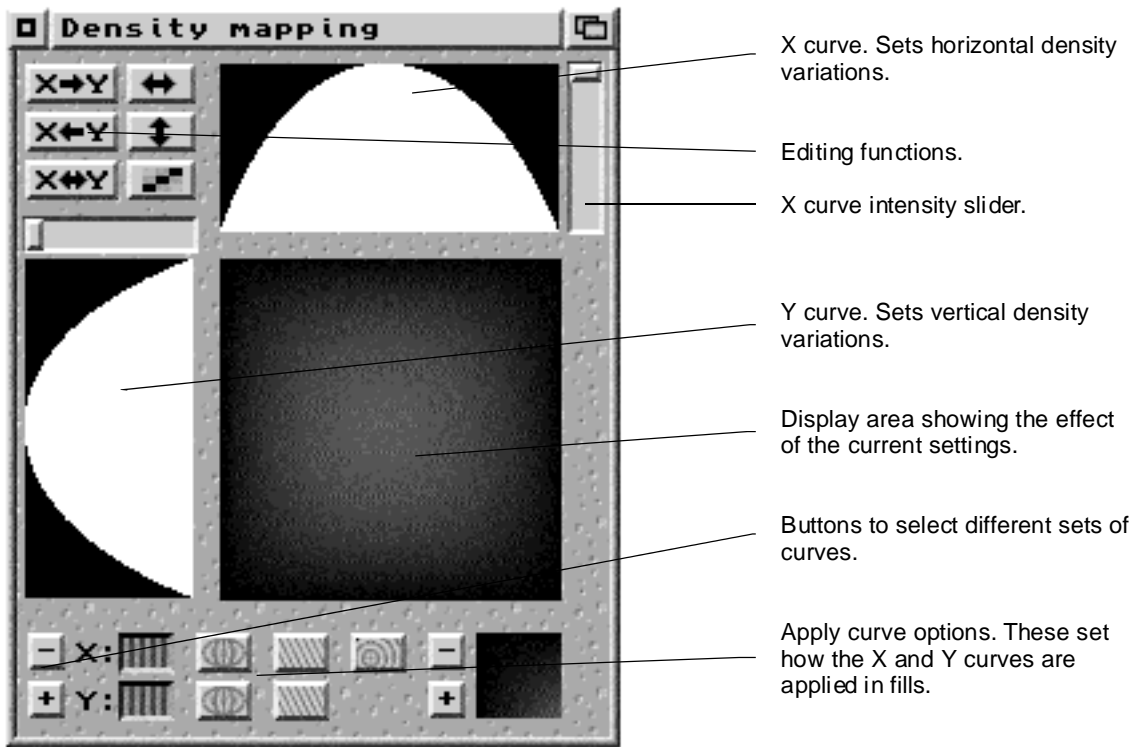 Density mapping
X curve. Sets horizontal density
variations.
X→Y ↔
X←Y ↕
Editing functions.
X↔Y
X curve intensity slider.
Y curve. Sets vertical density
variations.
Display area showing the effect
of the current settings.
Buttons to select different sets of
curves.
Apply curve options. These set
how the X and Y curves are
applied in fills.
− X: −
+ Y: +